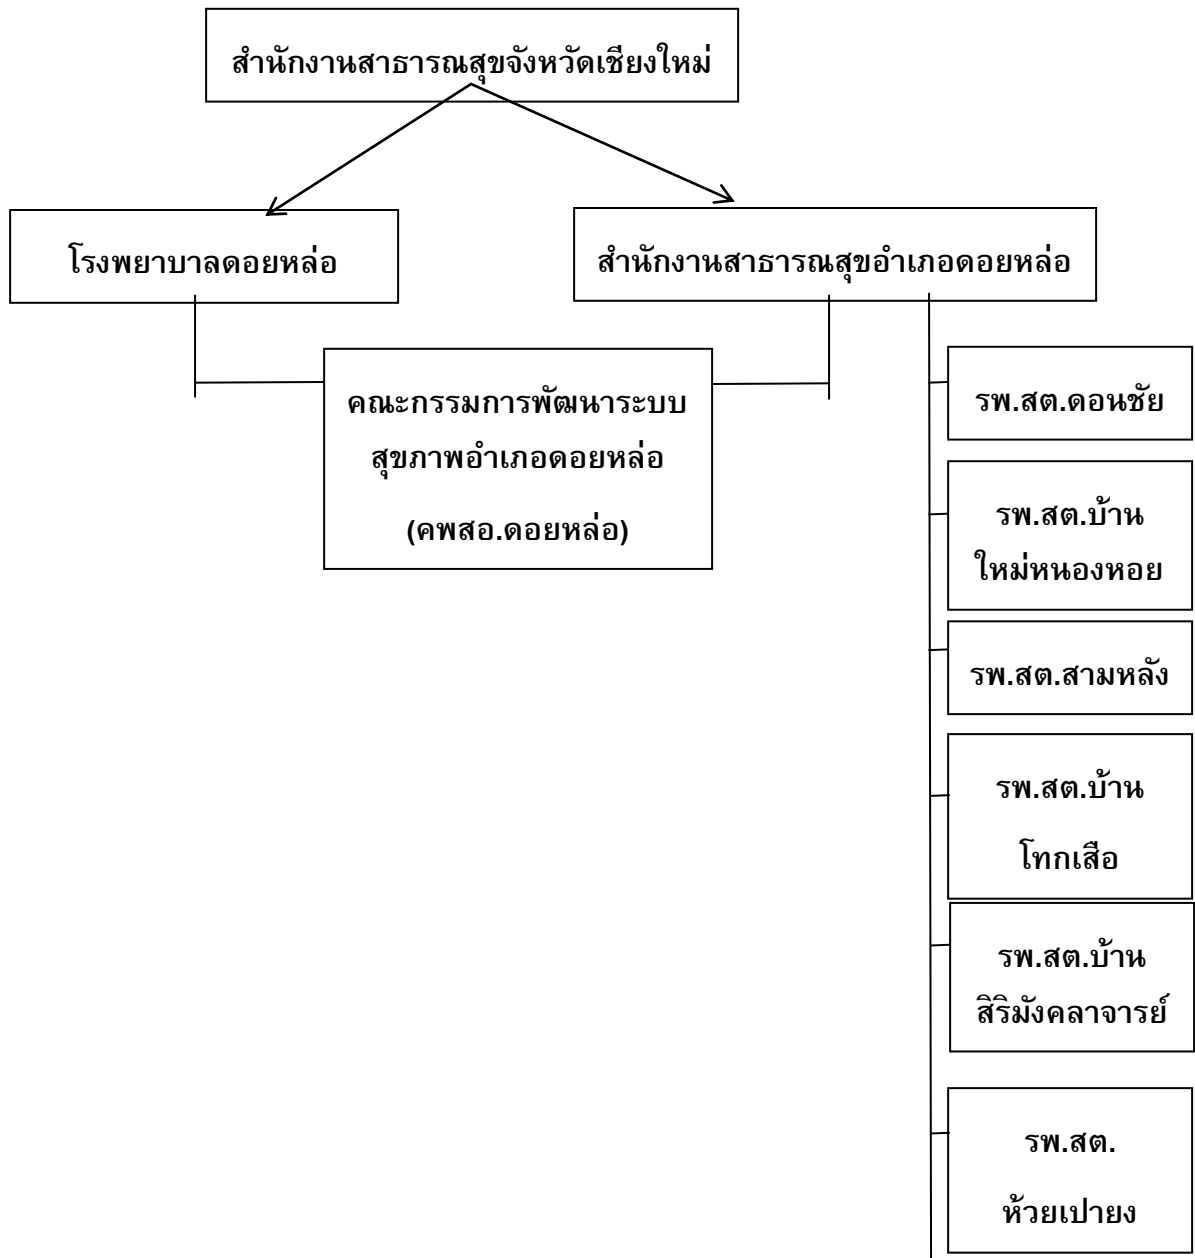 สำนักงานสาธารณสุขจังหวัดเชียงใหม่
โรงพยาบาลดอยหล่อ
สำนักงานสาธารณสุขอำเภอดอยหล่อ
คณะกรรมการพัฒนาระบบ
สุขภาพอำเภอดอยหล่อ
(คพสอ.ดอยหล่อ)
รพ.สต.ดอนชัย
รพ.สต.บ้าน
ใหม่หนองหอย
รพ.สต.สามหลัง
รพ.สต.บ้าน
โทกเสือ
รพ.สต.บ้าน
สิริมังคลาจารย์
รพ.สต.
ห้วยเปายง